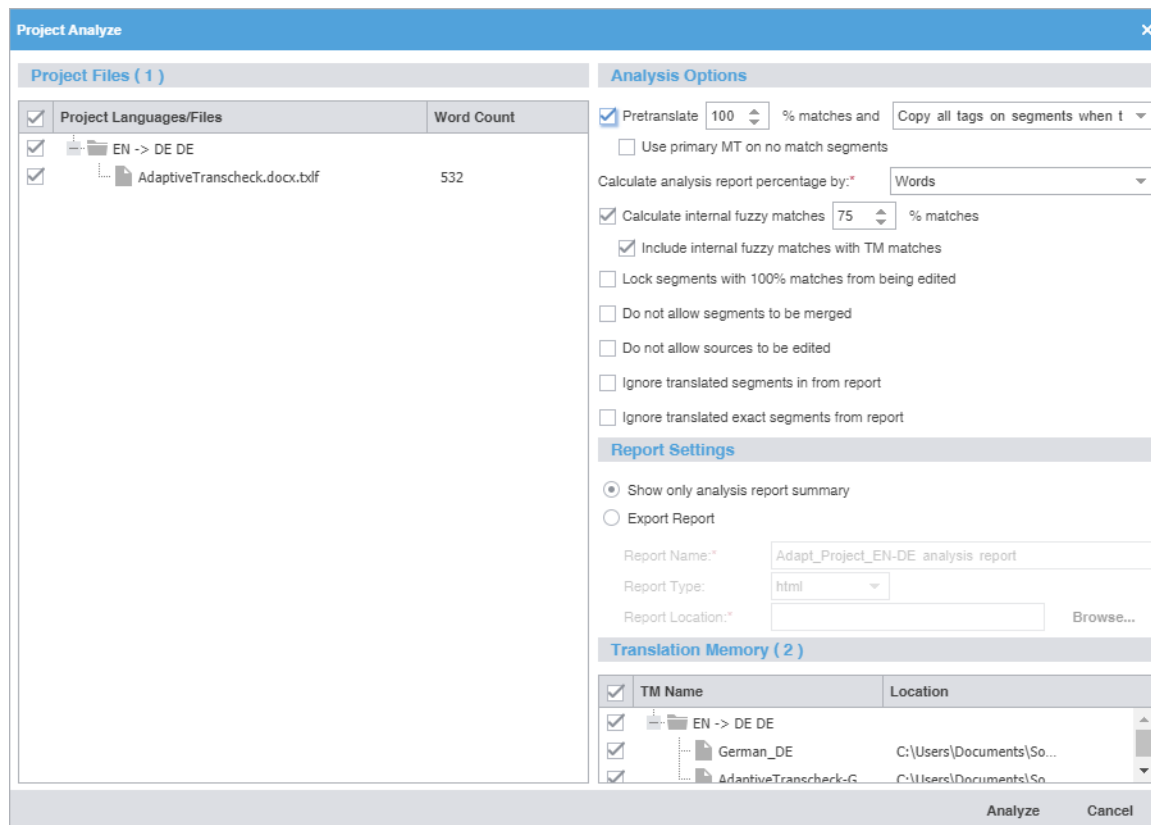 Project Analyze
Project Files ( 1 )
Project Languages/Files Word Count
EN -> DE DE
AdaptiveTranscheck.docx.txlf 532
Analysis Options
Pretranslate 100 % matches and Copy all tags on segments when t
Use primary MT on no match segments
Calculate analysis report percentage by:* Words
Calculate internal fuzzy matches 75 % matches
Include internal fuzzy matches with TM matches
Lock segments with 100% matches from being edited
Do not allow segments to be merged
Do not allow sources to be edited
Ignore translated segments in from report
Ignore translated exact segments from report
Report Settings
Show only analysis report summary
Export Report
Report Name:* Adapt_Project_EN-DE analysis report
Report Type: html
Report Location:* Browse...
Translation Memory ( 2 )
TM Name Location
EN -> DE DE
German_DE C:\Users\Documents\So...
AdaptiveTranscheck-G C:\Users\Documents\So
Analyze Cancel